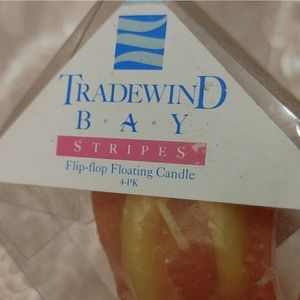 TRADEWIND
B·A·Y
STRIPES
Flip-flop Floating Candle
4-PK